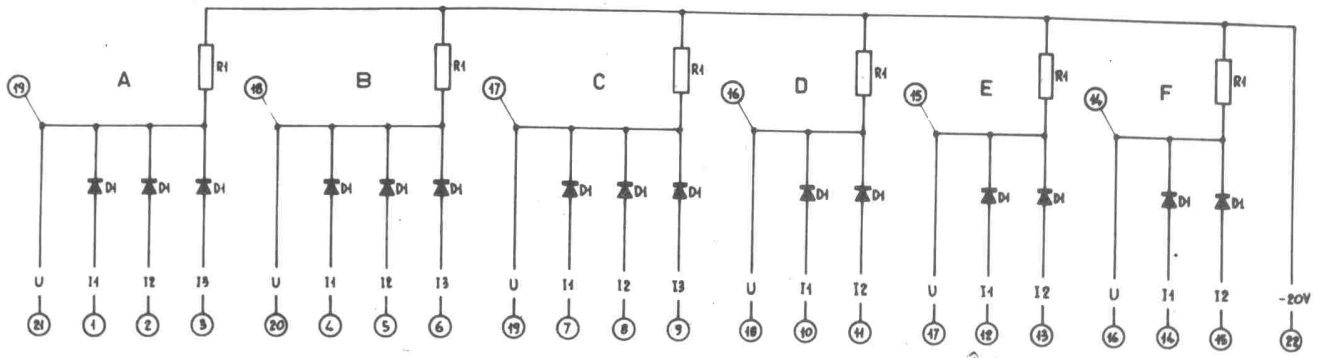 A B C D E F
R1 R1 R1 R1 R1 R1
19 18 17 16 15 14
D1 D1 D1 D1 D1 D1 D1 D1 D1 D1 D1 D1 D1 D1 D1
U I1 I2 I3 U I1 I2 I3 U I1 I2 I3 U I1 I2 U I1 I2 U I1 I2 -20V
21 1 2 3 20 4 5 6 19 7 8 9 18 10 11 17 12 13 16 14 15 22